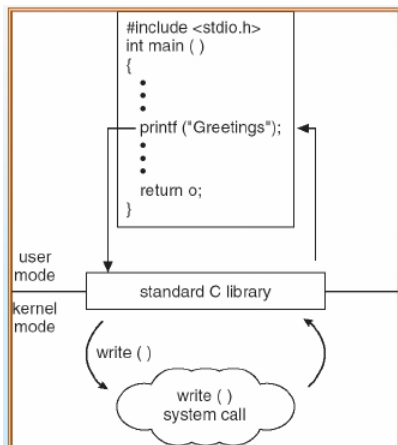 #include <stdio.h>
int main ( )
{
•
•
•
printf ("Greetings");
•
•
•
return o;
}
user
mode
standard C library
kernel
mode
write ( )
write ( )
system call